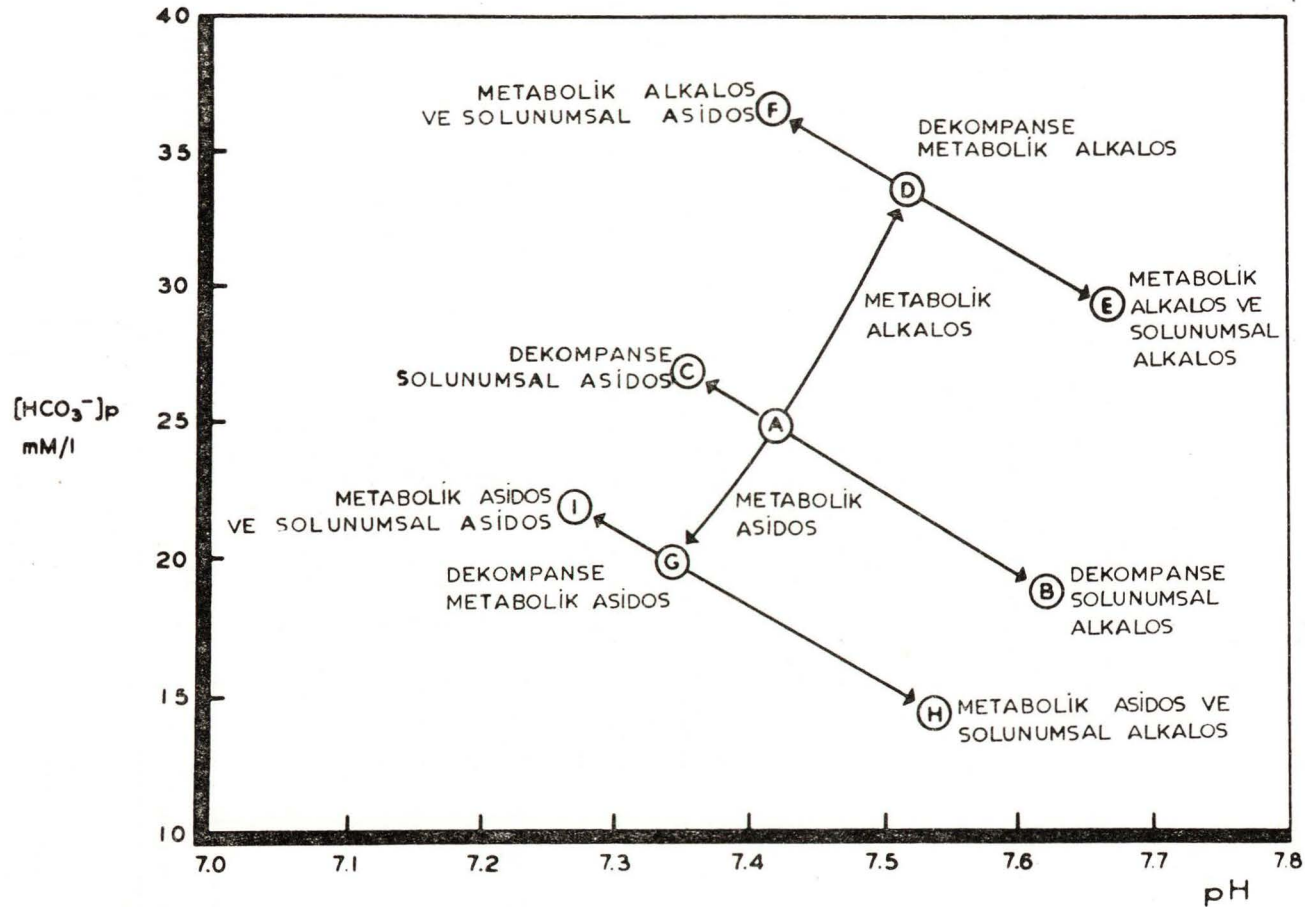 40
METABOLİK ALKALOS
VE SOLUNUMSAL ASİDOS
F
DEKOMPANSE
METABOLİK ALKALOS
35
D
30
METABOLİK
ALKALOS VE
SOLUNUMSAL
ALKALOS
E
METABOLİK
ALKALOS
DEKOMPANSE
SOLUNUMSAL ASİDOS
C
[HCO₃⁻]p
mM/l
25
A
METABOLİK ASİDOS
VE SOLUNUMSAL ASİDOS
I
METABOLİK
ASİDOS
20
G
DEKOMPANSE
METABOLİK ASİDOS
B
DEKOMPANSE
SOLUNUMSAL
ALKALOS
15
H
METABOLİK ASİDOS VE
SOLUNUMSAL ALKALOS
10
7.0 7.1 7.2 7.3 7.4 7.5 7.6 7.7 7.8
pH